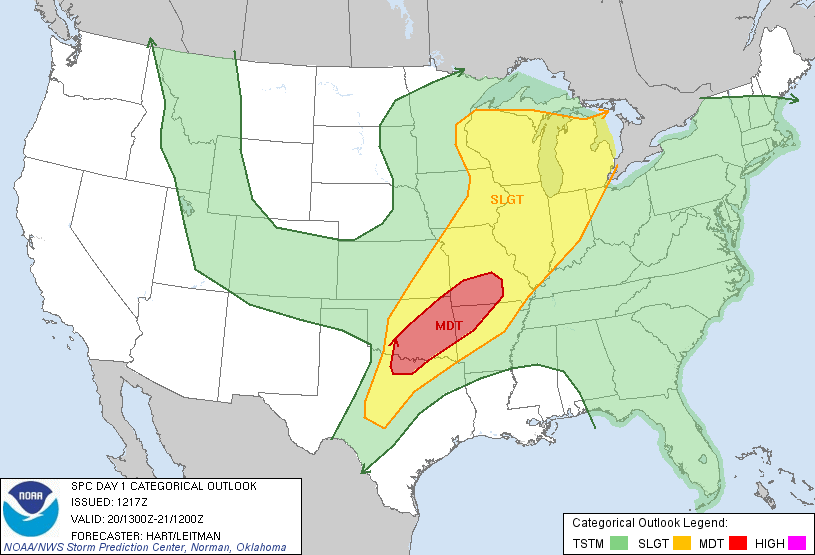 SLGT
MDT
NOAA
SPC DAY 1 CATEGORICAL OUTLOOK
ISSUED: 1217Z
VALID: 20/1300Z-21/1200Z
FORECASTER: HART/LEITMAN
NOAA/NWS Storm Prediction Center, Norman, Oklahoma
Categorical Outlook Legend:
TSTM SLGT MDT HIGH